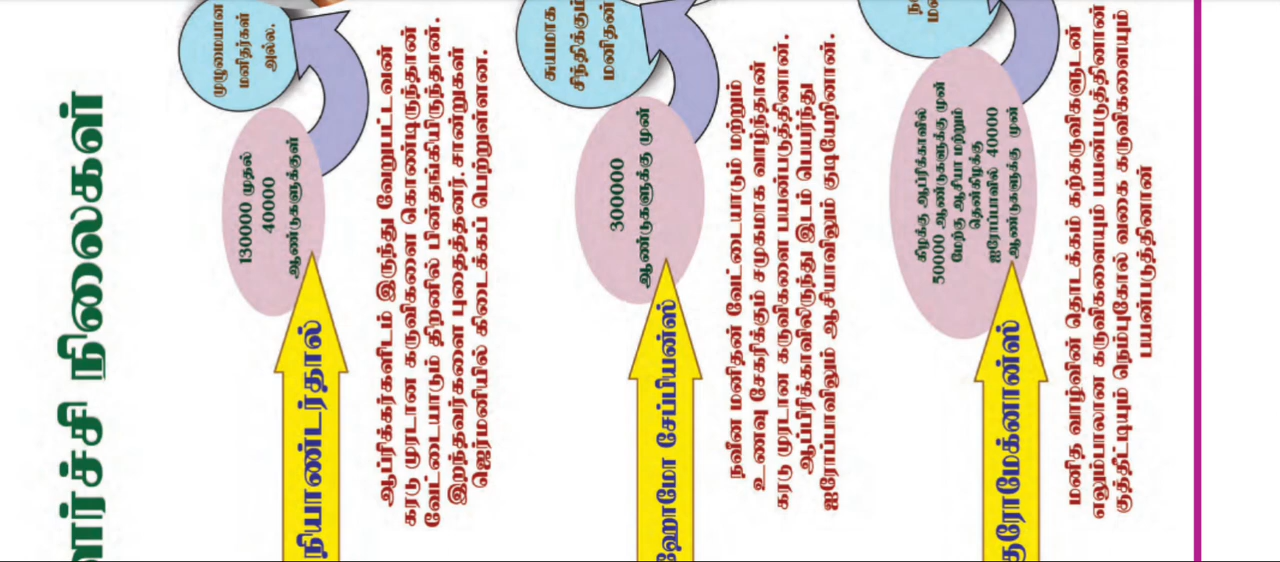 வளர்ச்சி நிலைகள்
முழுமையான
மனிதர்கள்
அல்ல.
130000 முதல்
40000
ஆண்டுகளுக்குள்
நியாண்டர்தால்
ஆப்ரிக்கர்களிடம் இருந்து வேறுபட்டவன்
கரடு முரடான கருவிகளை கொண்டிருந்தான்
வேட்டையாடும் திறனில் பின்தங்கியிருந்தான்.
இறந்தவர்களை புதைத்தனர். சான்றுகள்
ஜெர்மனியில் கிடைக்கப் பெற்றுள்ளன.
சுயமாக
சிந்திக்கும்
மனிதன்
300000
ஆண்டுகளுக்கு முன்
ஹோமோ சேப்பியன்ஸ்
நவீன மனிதன் வேட்டையாடும் மற்றும்
உணவு சேகரிக்கும் சமூகமாக வாழ்ந்தான்
கரடு முரடான கருவிகளை பயன்படுத்தினான்.
ஆப்பிரிக்காவிலிருந்து இடம் பெயர்ந்து
ஐரோப்பாவிலும் ஆசியாவிலும் குடியேறினான்.
கிழக்கு ஆப்ரிக்காவில்
50000 ஆண்டுகளுக்கு முன்
மேற்கு ஆசியா மற்றும்
தென்கிழக்கு
ஐரோப்பாவில் 40000
ஆண்டுகளுக்கு முன்
குரோமேக்னான்ஸ்
மனித வாழ்வின் தொடக்கம் கற்கருவிகளுடன்
எலும்பாலான கருவிகளையும் பயன்படுத்தினான்
குத்திட்டியும் நெம்புகோல் வகை கருவிகளையும்
பயன்படுத்தினான்